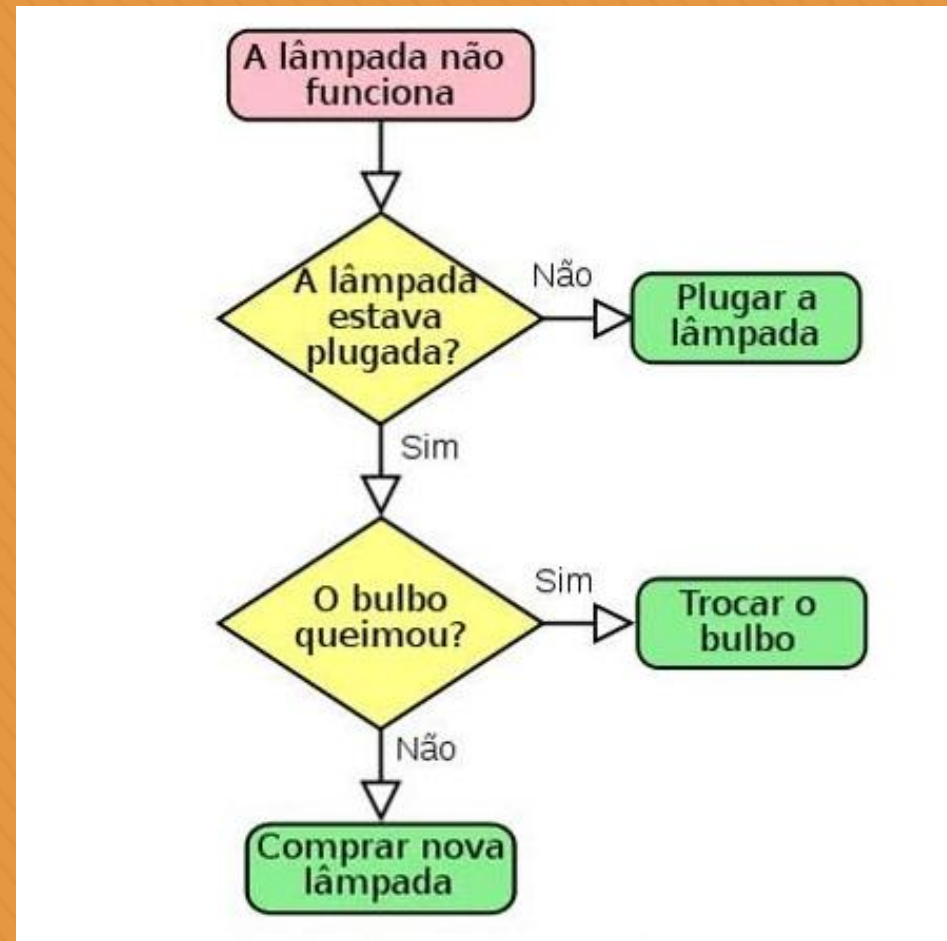 A lâmpada não
funciona
A lâmpada
estava
plugada?
Não
Plugar a
lâmpada
Sim
O bulbo
queimou?
Sim
Trocar o
bulbo
Não
Comprar nova
lâmpada